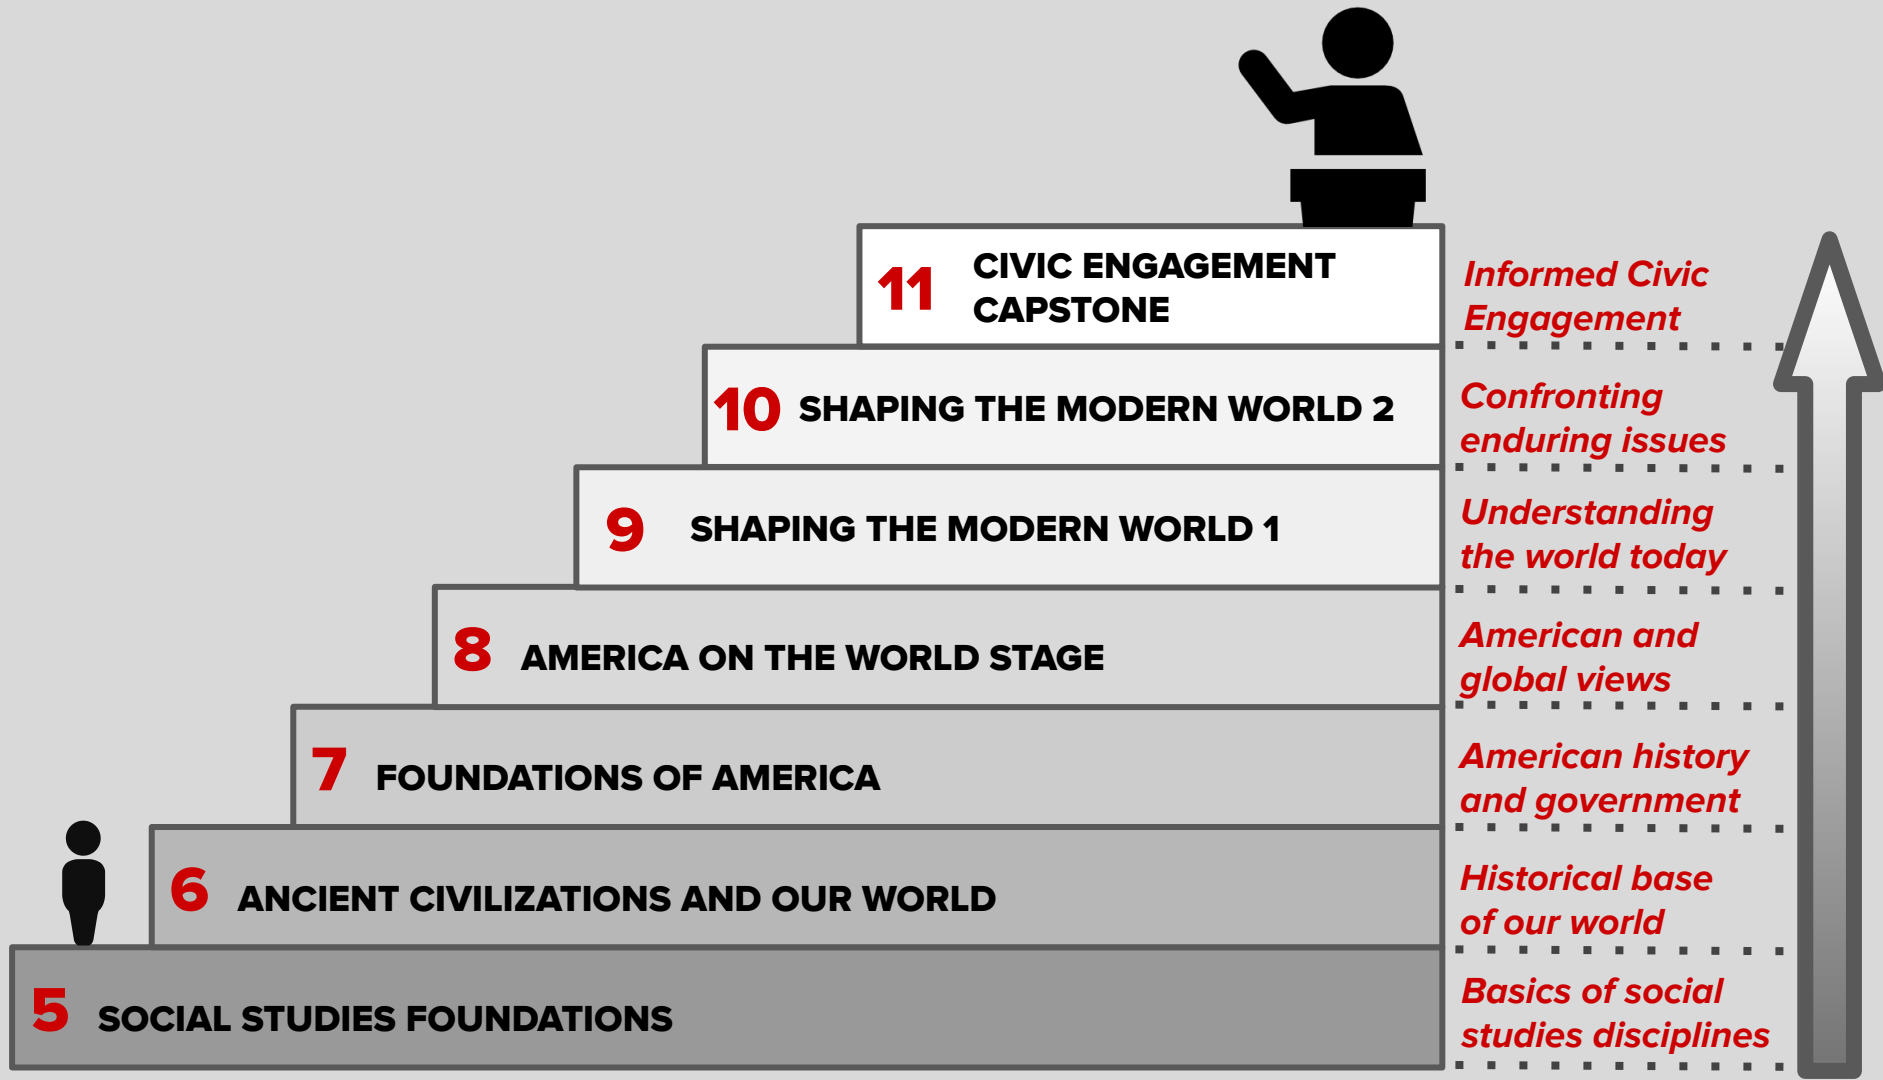 11 CIVIC ENGAGEMENT
CAPSTONE
Informed Civic
Engagement
10 SHAPING THE MODERN WORLD 2
Confronting
enduring issues
9 SHAPING THE MODERN WORLD 1
Understanding
the world today
8 AMERICA ON THE WORLD STAGE
American and
global views
7 FOUNDATIONS OF AMERICA
American history
and government
6 ANCIENT CIVILIZATIONS AND OUR WORLD
Historical base
of our world
5 SOCIAL STUDIES FOUNDATIONS
Basics of social
studies disciplines